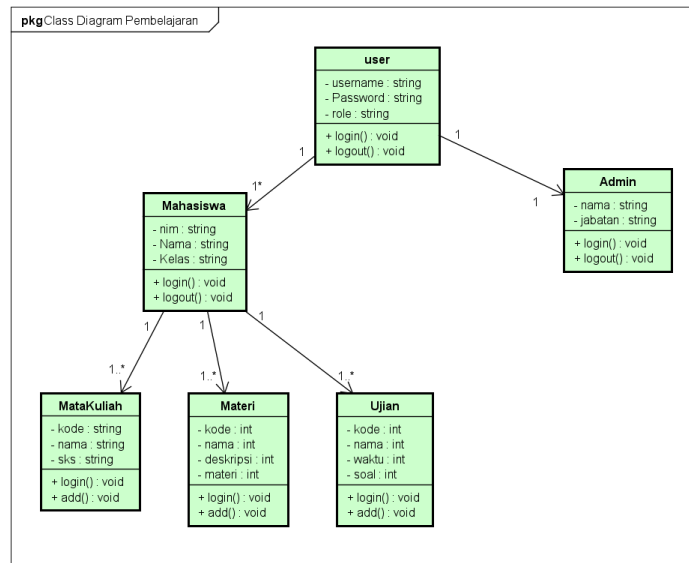 pkg Class Diagram Pembelajaran
user
- username : string
- Password : string
- role : string
+ login() : void
+ logout() : void
1
1
1*
1
Admin
- nama : string
- jabatan : string
+ login() : void
+ logout() : void
Mahasiswa
- nim : string
- Nama : string
- Kelas : string
+ login() : void
+ logout() : void
1
1
1
1..*
1..*
1..*
MataKuliah
- kode : string
- nama : string
- sks : string
+ login() : void
+ add() : void
Materi
- kode : int
- nama : int
- deskripsi : int
- materi : int
+ login() : void
+ add() : void
Ujian
- kode : int
- nama : int
- waktu : int
- soal : int
+ login() : void
+ add() : void